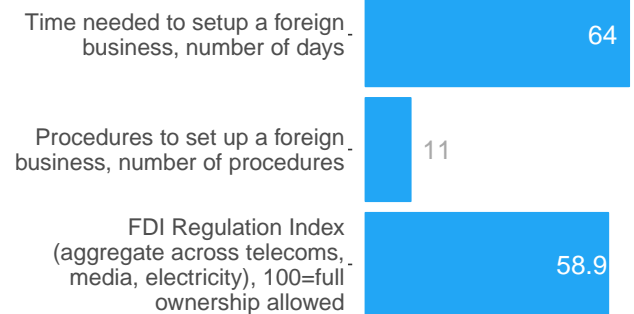 Time needed to setup a foreign
business, number of days
64
Procedures to set up a foreign
business, number of procedures
11
FDI Regulation Index
(aggregate across telecoms,
media, electricity), 100=full
ownership allowed
58.9